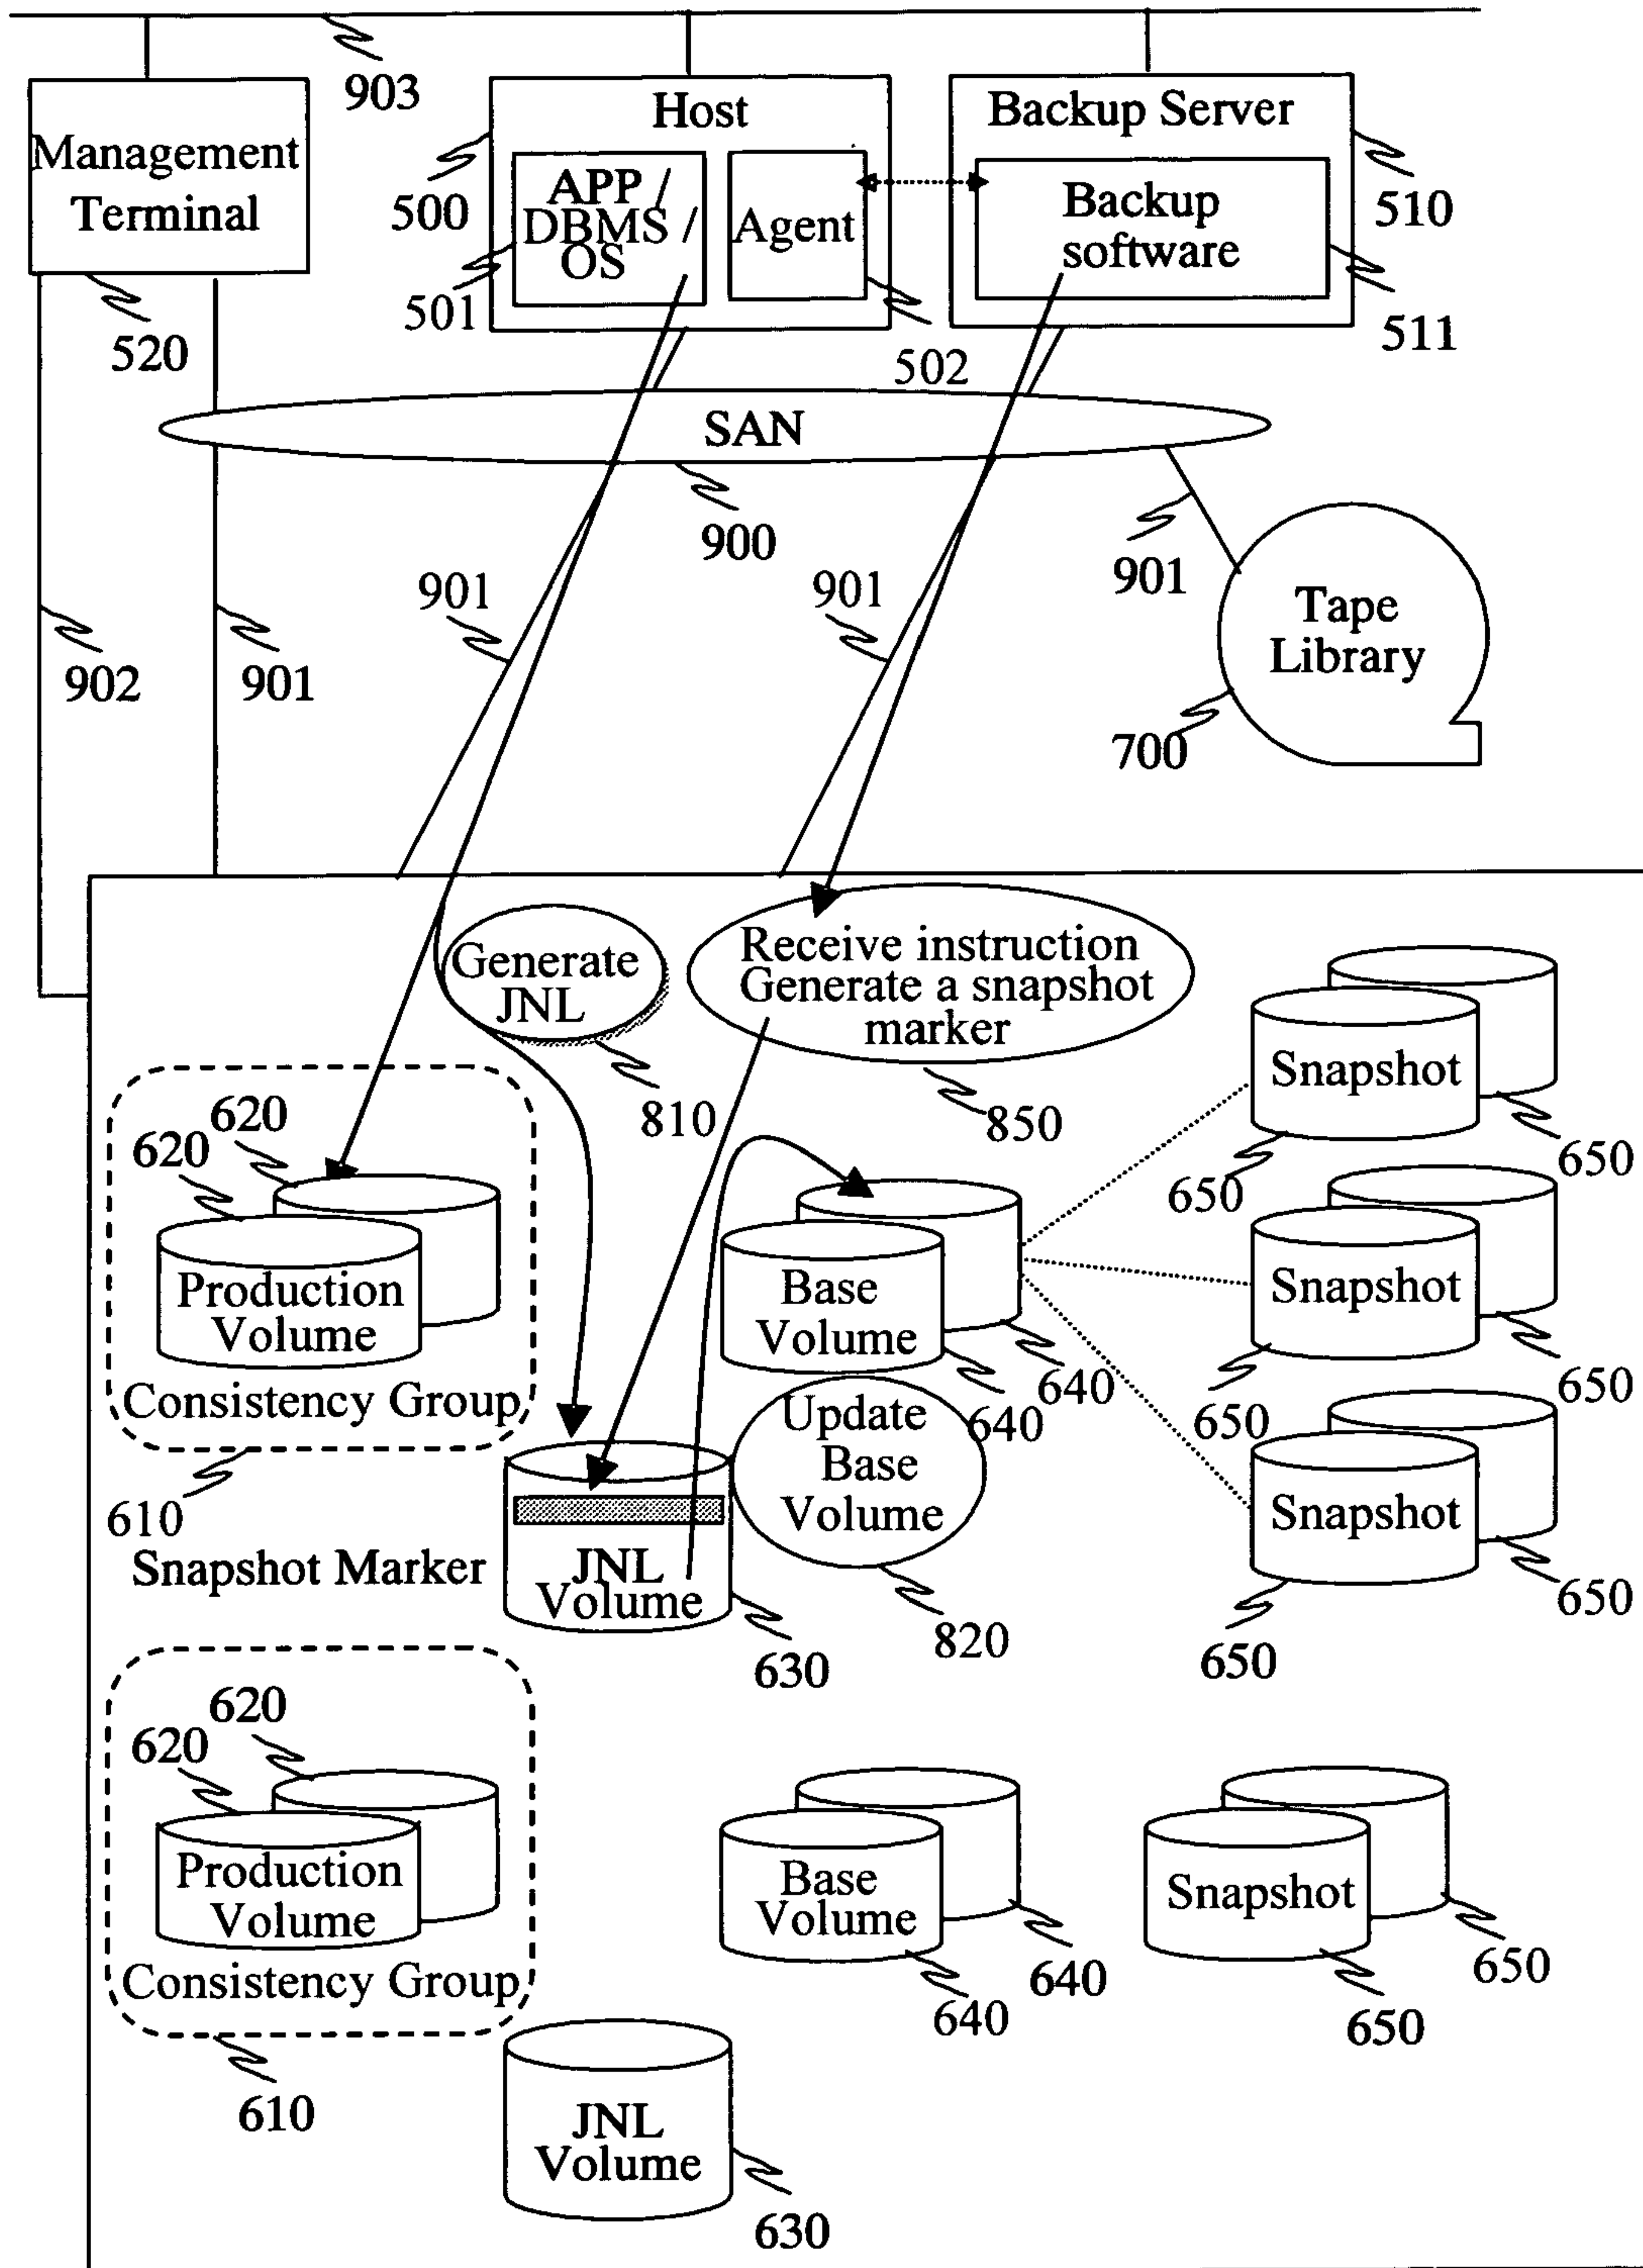 903
Management
Terminal
520
Host
500
APP /
DBMS /
OS
501
Agent
502
Backup Server
510
Backup
software
511
SAN
900
901
901
901
902
901
Tape
Library
700
Generate
JNL
810
Receive instruction
Generate a snapshot
marker
850
620
620
Production
Volume
Consistency Group
610
Snapshot Marker
JNL
Volume
630
Base
Volume
640
640
Update
Base
Volume
820
Snapshot
650
650
Snapshot
650
650
Snapshot
650
650
620
620
Production
Volume
Consistency Group
610
JNL
Volume
630
Base
Volume
640
640
Snapshot
650
650